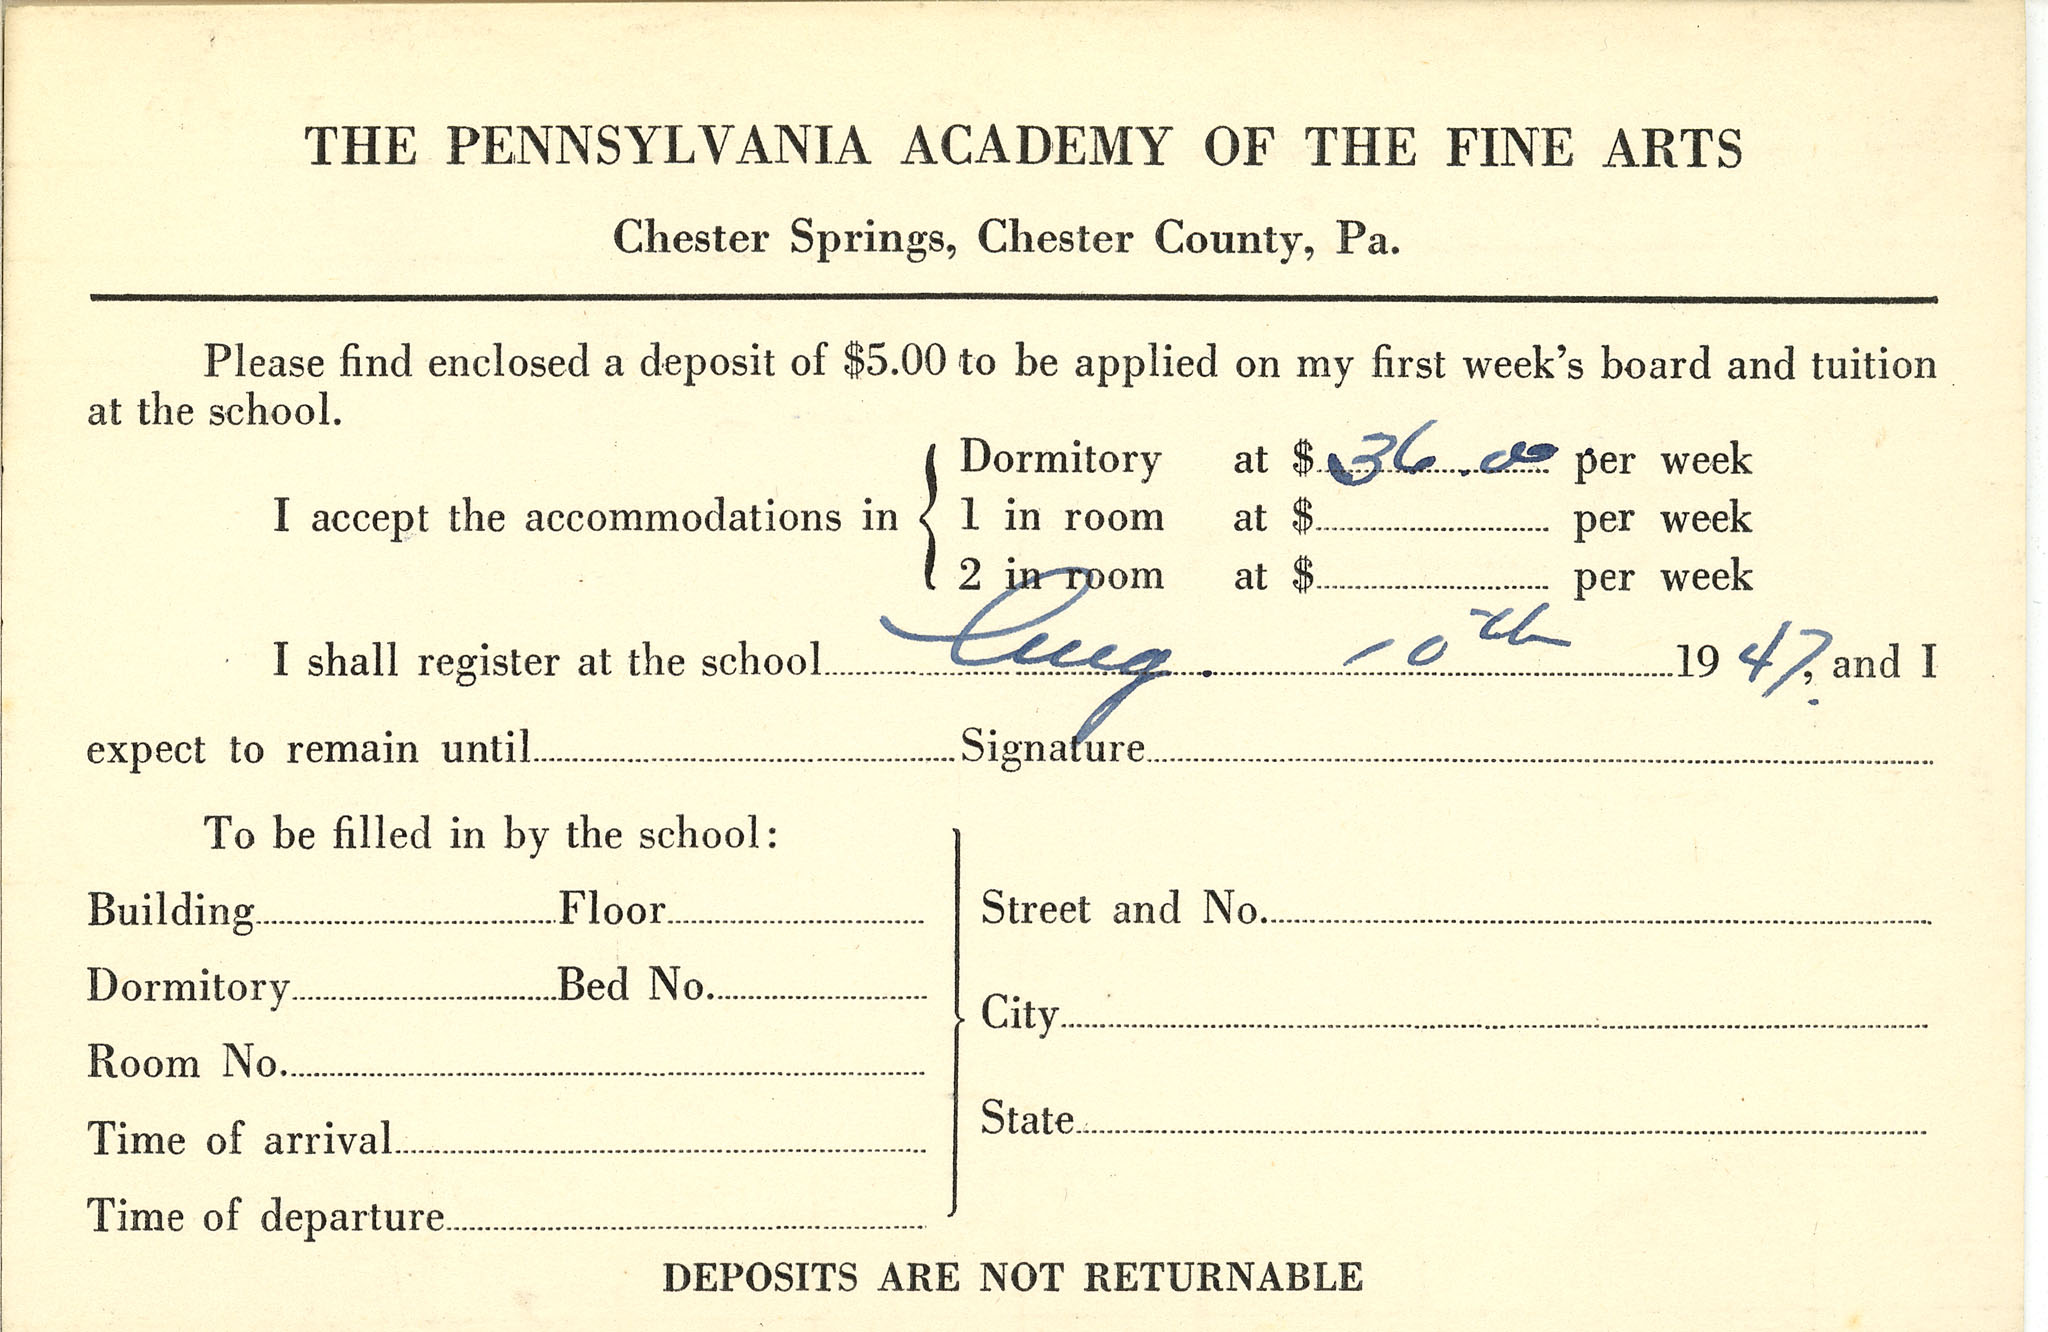 THE PENNSYLVANIA ACADEMY OF THE FINE ARTS
Chester Springs, Chester County, Pa.
Please find enclosed a deposit of $5.00 to be applied on my first week's board and tuition
at the school.
I accept the accommodations in { Dormitory at $ 36.00 per week
1 in room at $ per week
2 in room at $ per week
I shall register at the school Aug. 10th 1947, and I
expect to remain until Signature
To be filled in by the school:
Building Floor
Dormitory Bed No.
Room No.
Time of arrival
Time of departure
Street and No.
City
State
DEPOSITS ARE NOT RETURNABLE